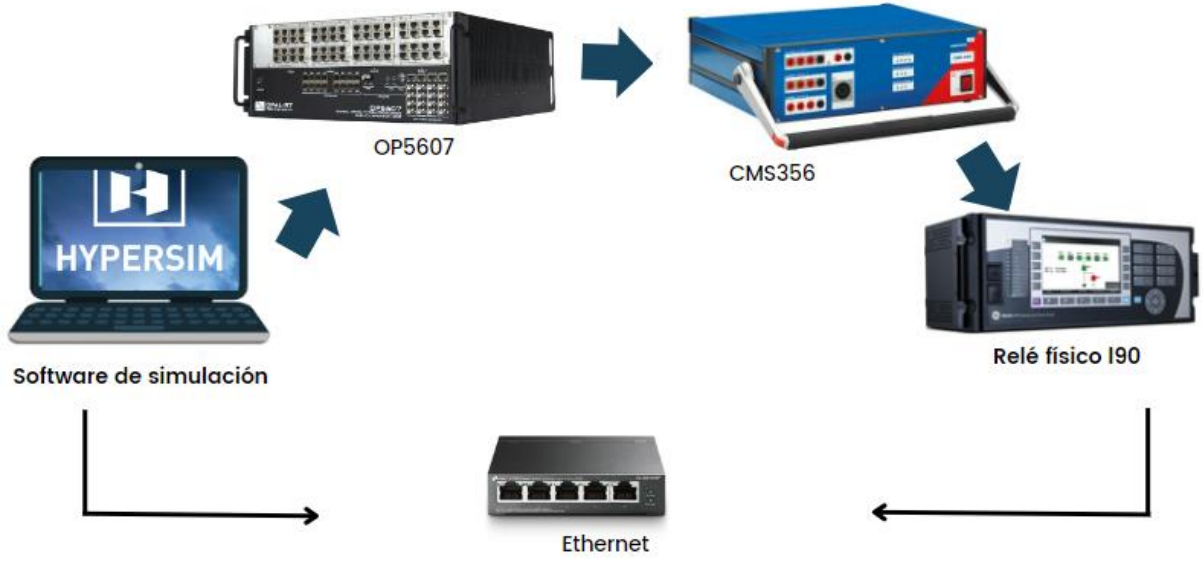 OP5607
CMS356
HYPERSIM
Software de simulación
Relé físico l90
Ethernet